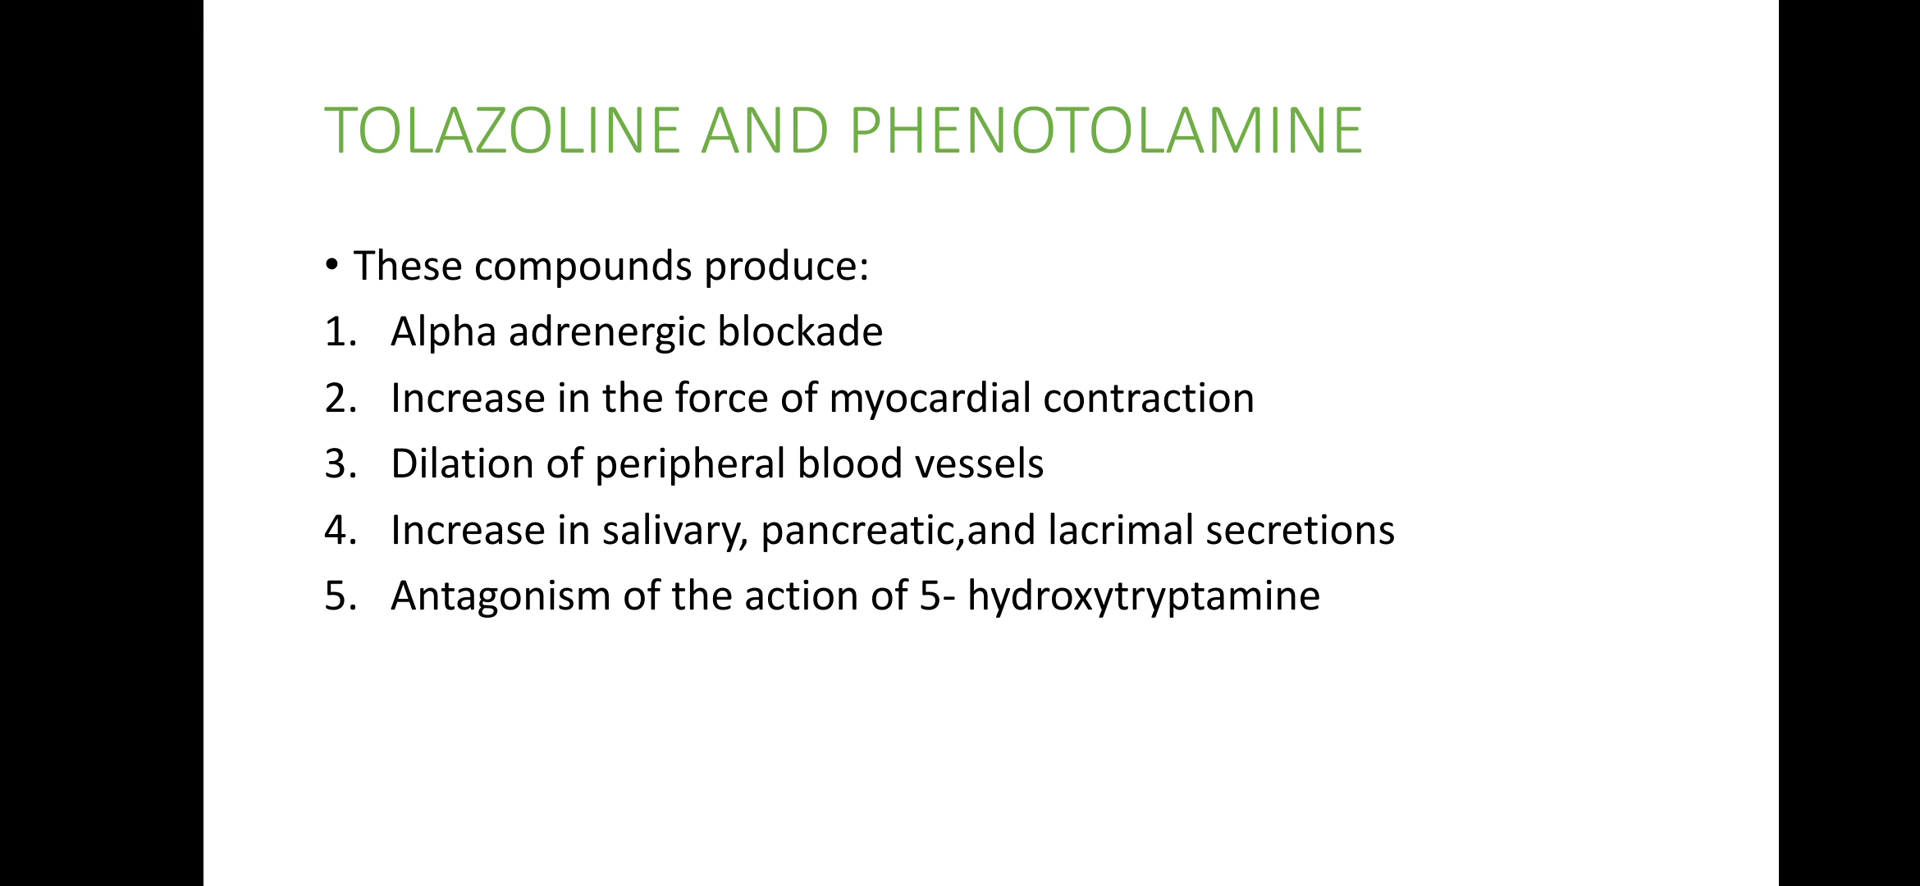 TOLAZOLINE AND PHENOTOLAMINE
• These compounds produce:
1. Alpha adrenergic blockade
2. Increase in the force of myocardial contraction
3. Dilation of peripheral blood vessels
4. Increase in salivary, pancreatic,and lacrimal secretions
5. Antagonism of the action of 5- hydroxytryptamine